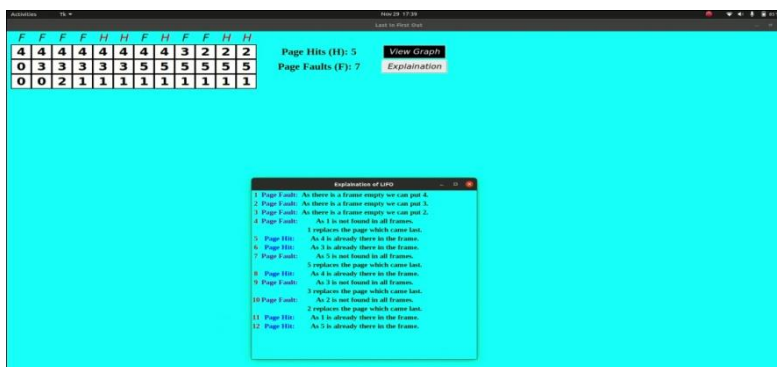 Activities Tk Nov 29 17:39
Last In First Out
F F F F H H F H F F H H
4 4 4 4 4 4 4 4 3 2 2 2
0 3 3 3 3 3 5 5 5 5 5 5
0 0 2 1 1 1 1 1 1 1 1 1
Page Hits (H): 5
Page Faults (F): 7
View Graph
Explaination
Explaination of LIFO
1 Page Fault: As there is a frame empty we can put 4.
2 Page Fault: As there is a frame empty we can put 3.
3 Page Fault: As there is a frame empty we can put 2.
4 Page Fault: As 1 is not found in all frames.
1 replaces the page which came last.
5 Page Hit: As 4 is already there in the frame.
6 Page Hit: As 3 is already there in the frame.
7 Page Fault: As 5 is not found in all frames.
5 replaces the page which came last.
8 Page Hit: As 4 is already there in the frame.
9 Page Fault: As 3 is not found in all frames.
3 replaces the page which came last.
10 Page Fault: As 2 is not found in all frames.
2 replaces the page which came last.
11 Page Hit: As 1 is already there in the frame.
12 Page Hit: As 5 is already there in the frame.